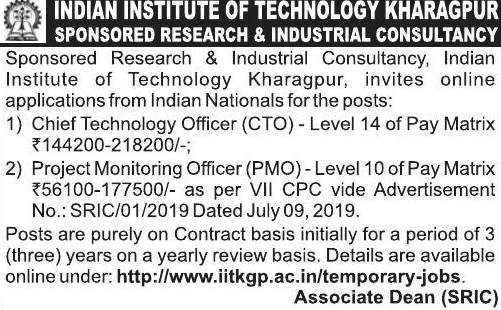 INDIAN INSTITUTE OF TECHNOLOGY KHARAGPUR
SPONSORED RESEARCH & INDUSTRIAL CONSULTANCY
Sponsored Research & Industrial Consultancy, Indian
Institute of Technology Kharagpur, invites online
applications from Indian Nationals for the posts:
1) Chief Technology Officer (CTO) - Level 14 of Pay Matrix
₹144200-218200/-;
2) Project Monitoring Officer (PMO) - Level 10 of Pay Matrix
₹56100-177500/- as per VII CPC vide Advertisement
No.: SRIC/01/2019 Dated July 09, 2019.
Posts are purely on Contract basis initially for a period of 3
(three) years on a yearly review basis. Details are available
online under: http://www.iitkgp.ac.in/temporary-jobs.
Associate Dean (SRIC)